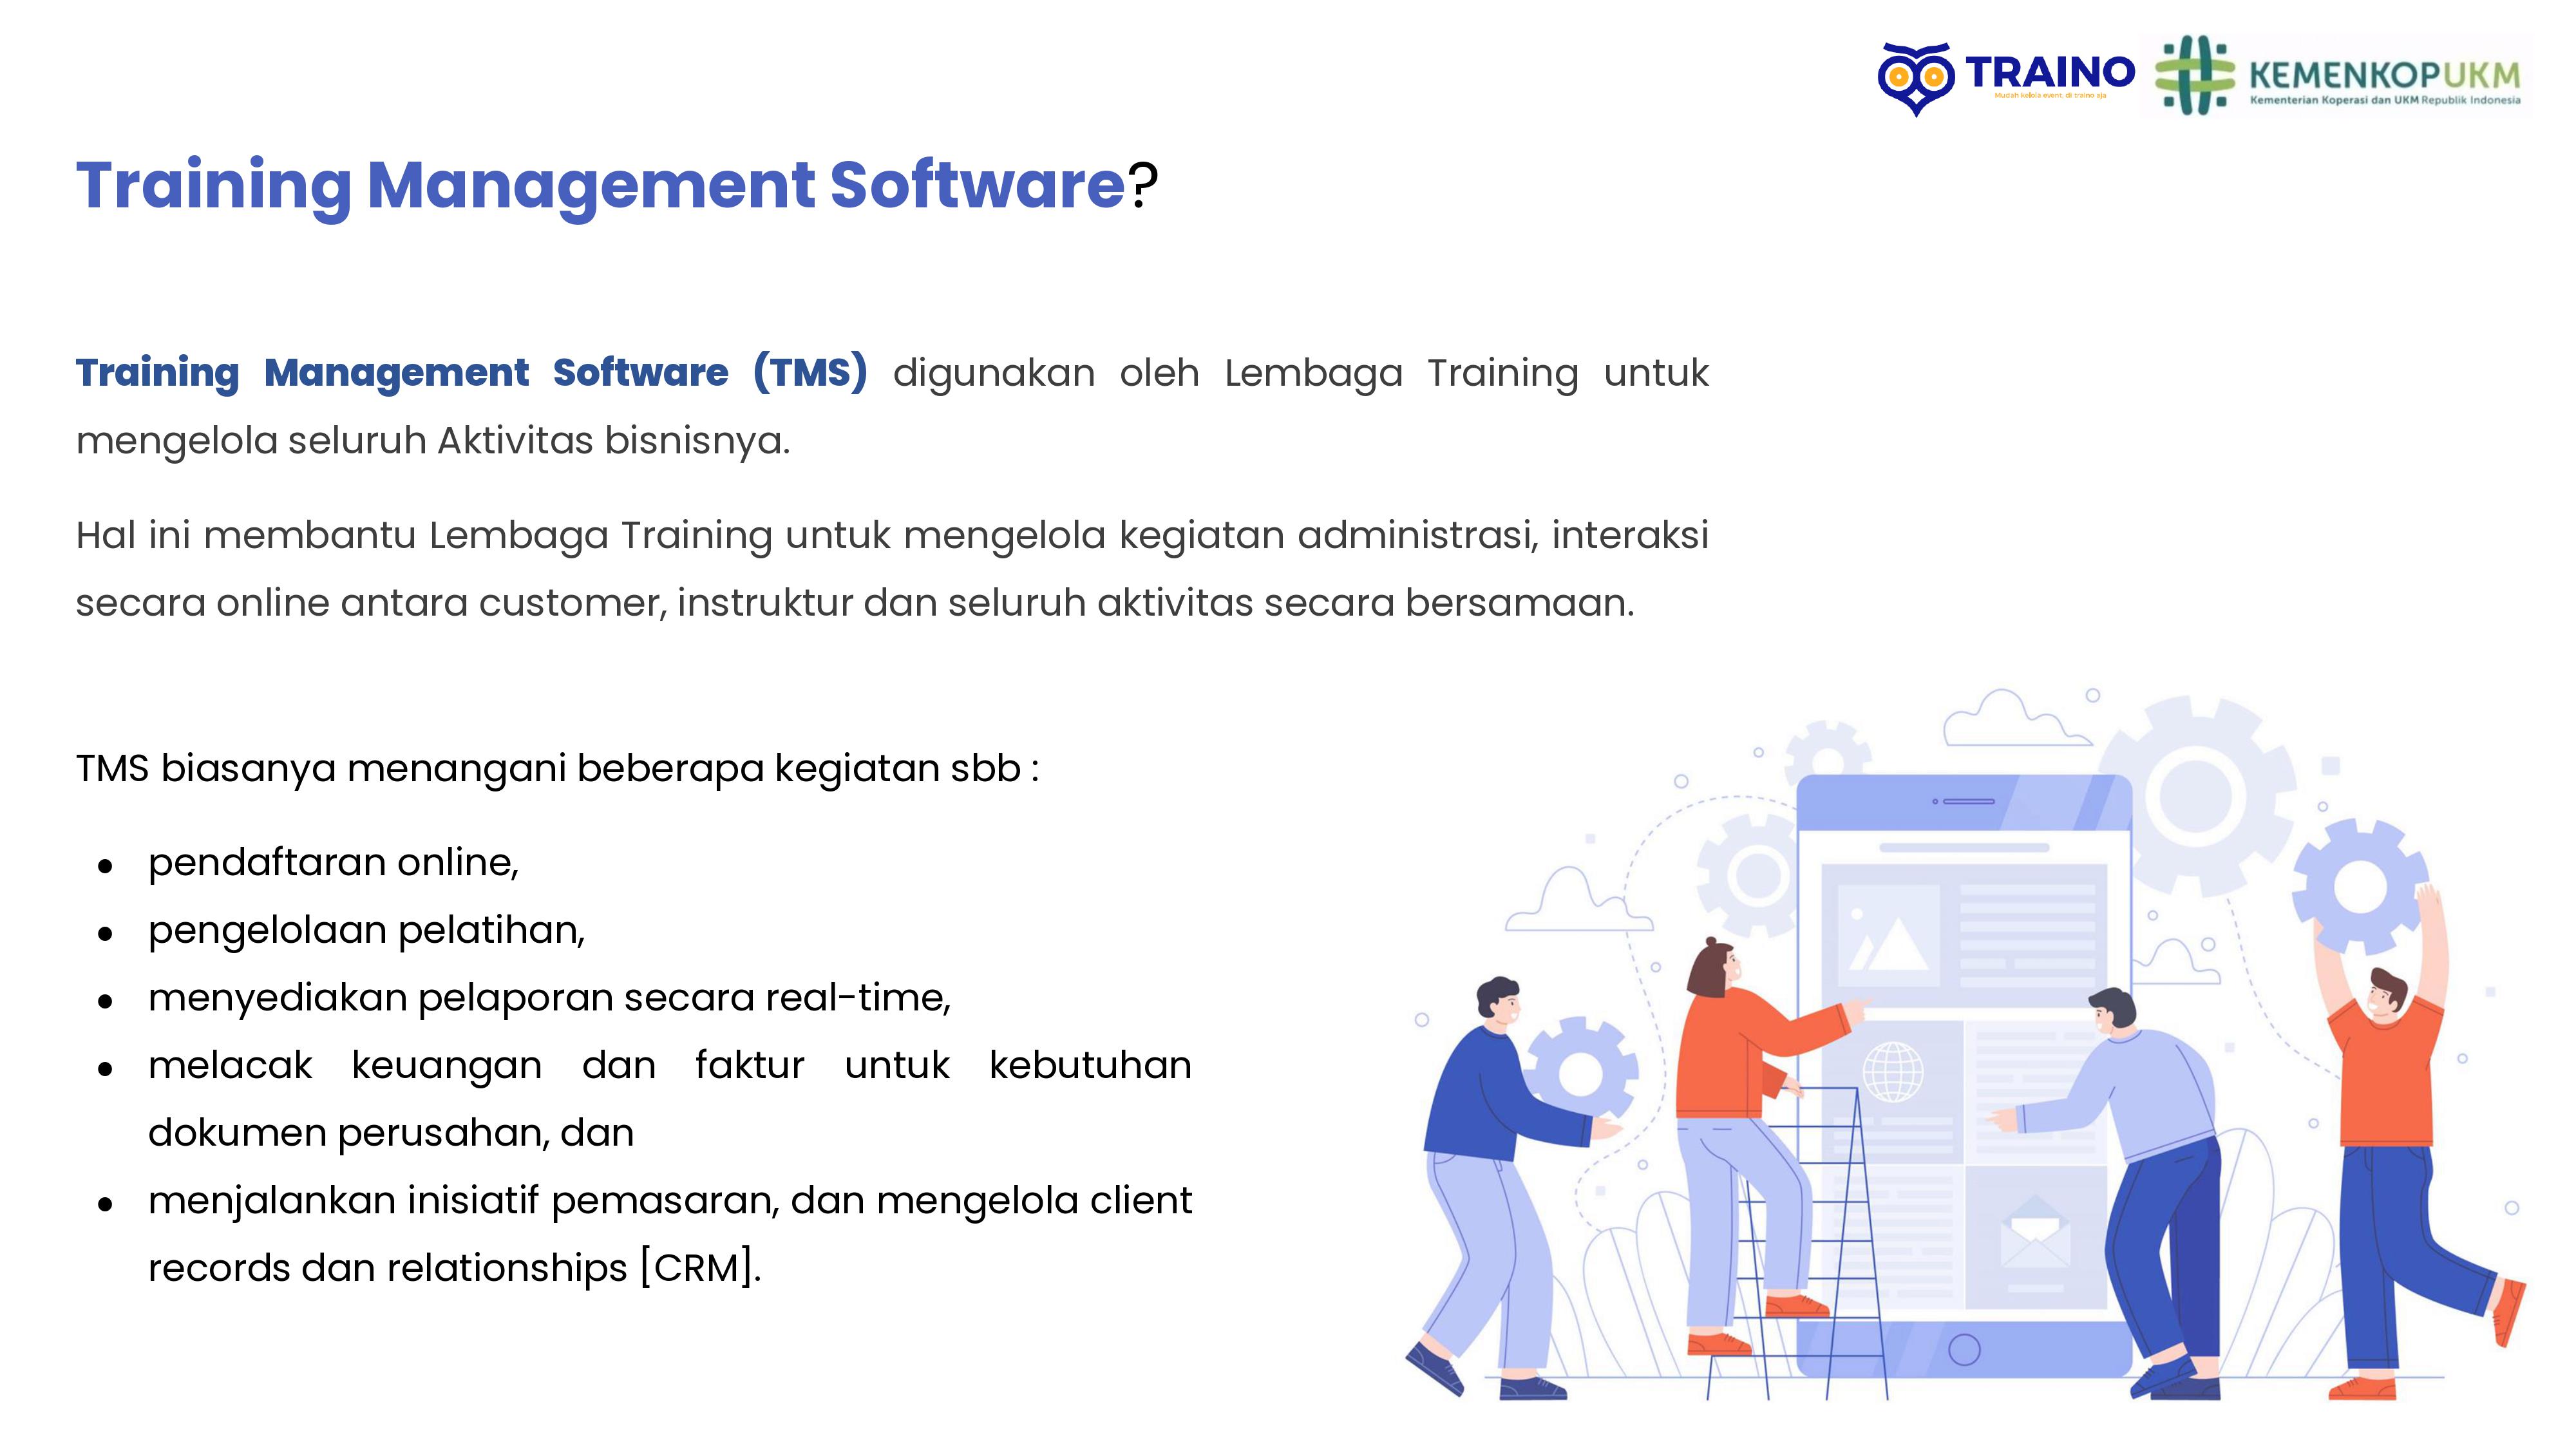 TRAINO
Mudah kelola event, di traino aja
KEMENKOPUKM
Kementerian Koperasi dan UKM Republik Indonesia
Training Management Software?
Training Management Software (TMS) digunakan oleh Lembaga Training untuk
mengelola seluruh Aktivitas bisnisnya.
Hal ini membantu Lembaga Training untuk mengelola kegiatan administrasi, interaksi
secara online antara customer, instruktur dan seluruh aktivitas secara bersamaan.
TMS biasanya menangani beberapa kegiatan sbb :
● pendaftaran online,
● pengelolaan pelatihan,
● menyediakan pelaporan secara real-time,
● melacak keuangan dan faktur untuk kebutuhan
dokumen perusahan, dan
● menjalankan inisiatif pemasaran, dan mengelola client
records dan relationships [CRM].